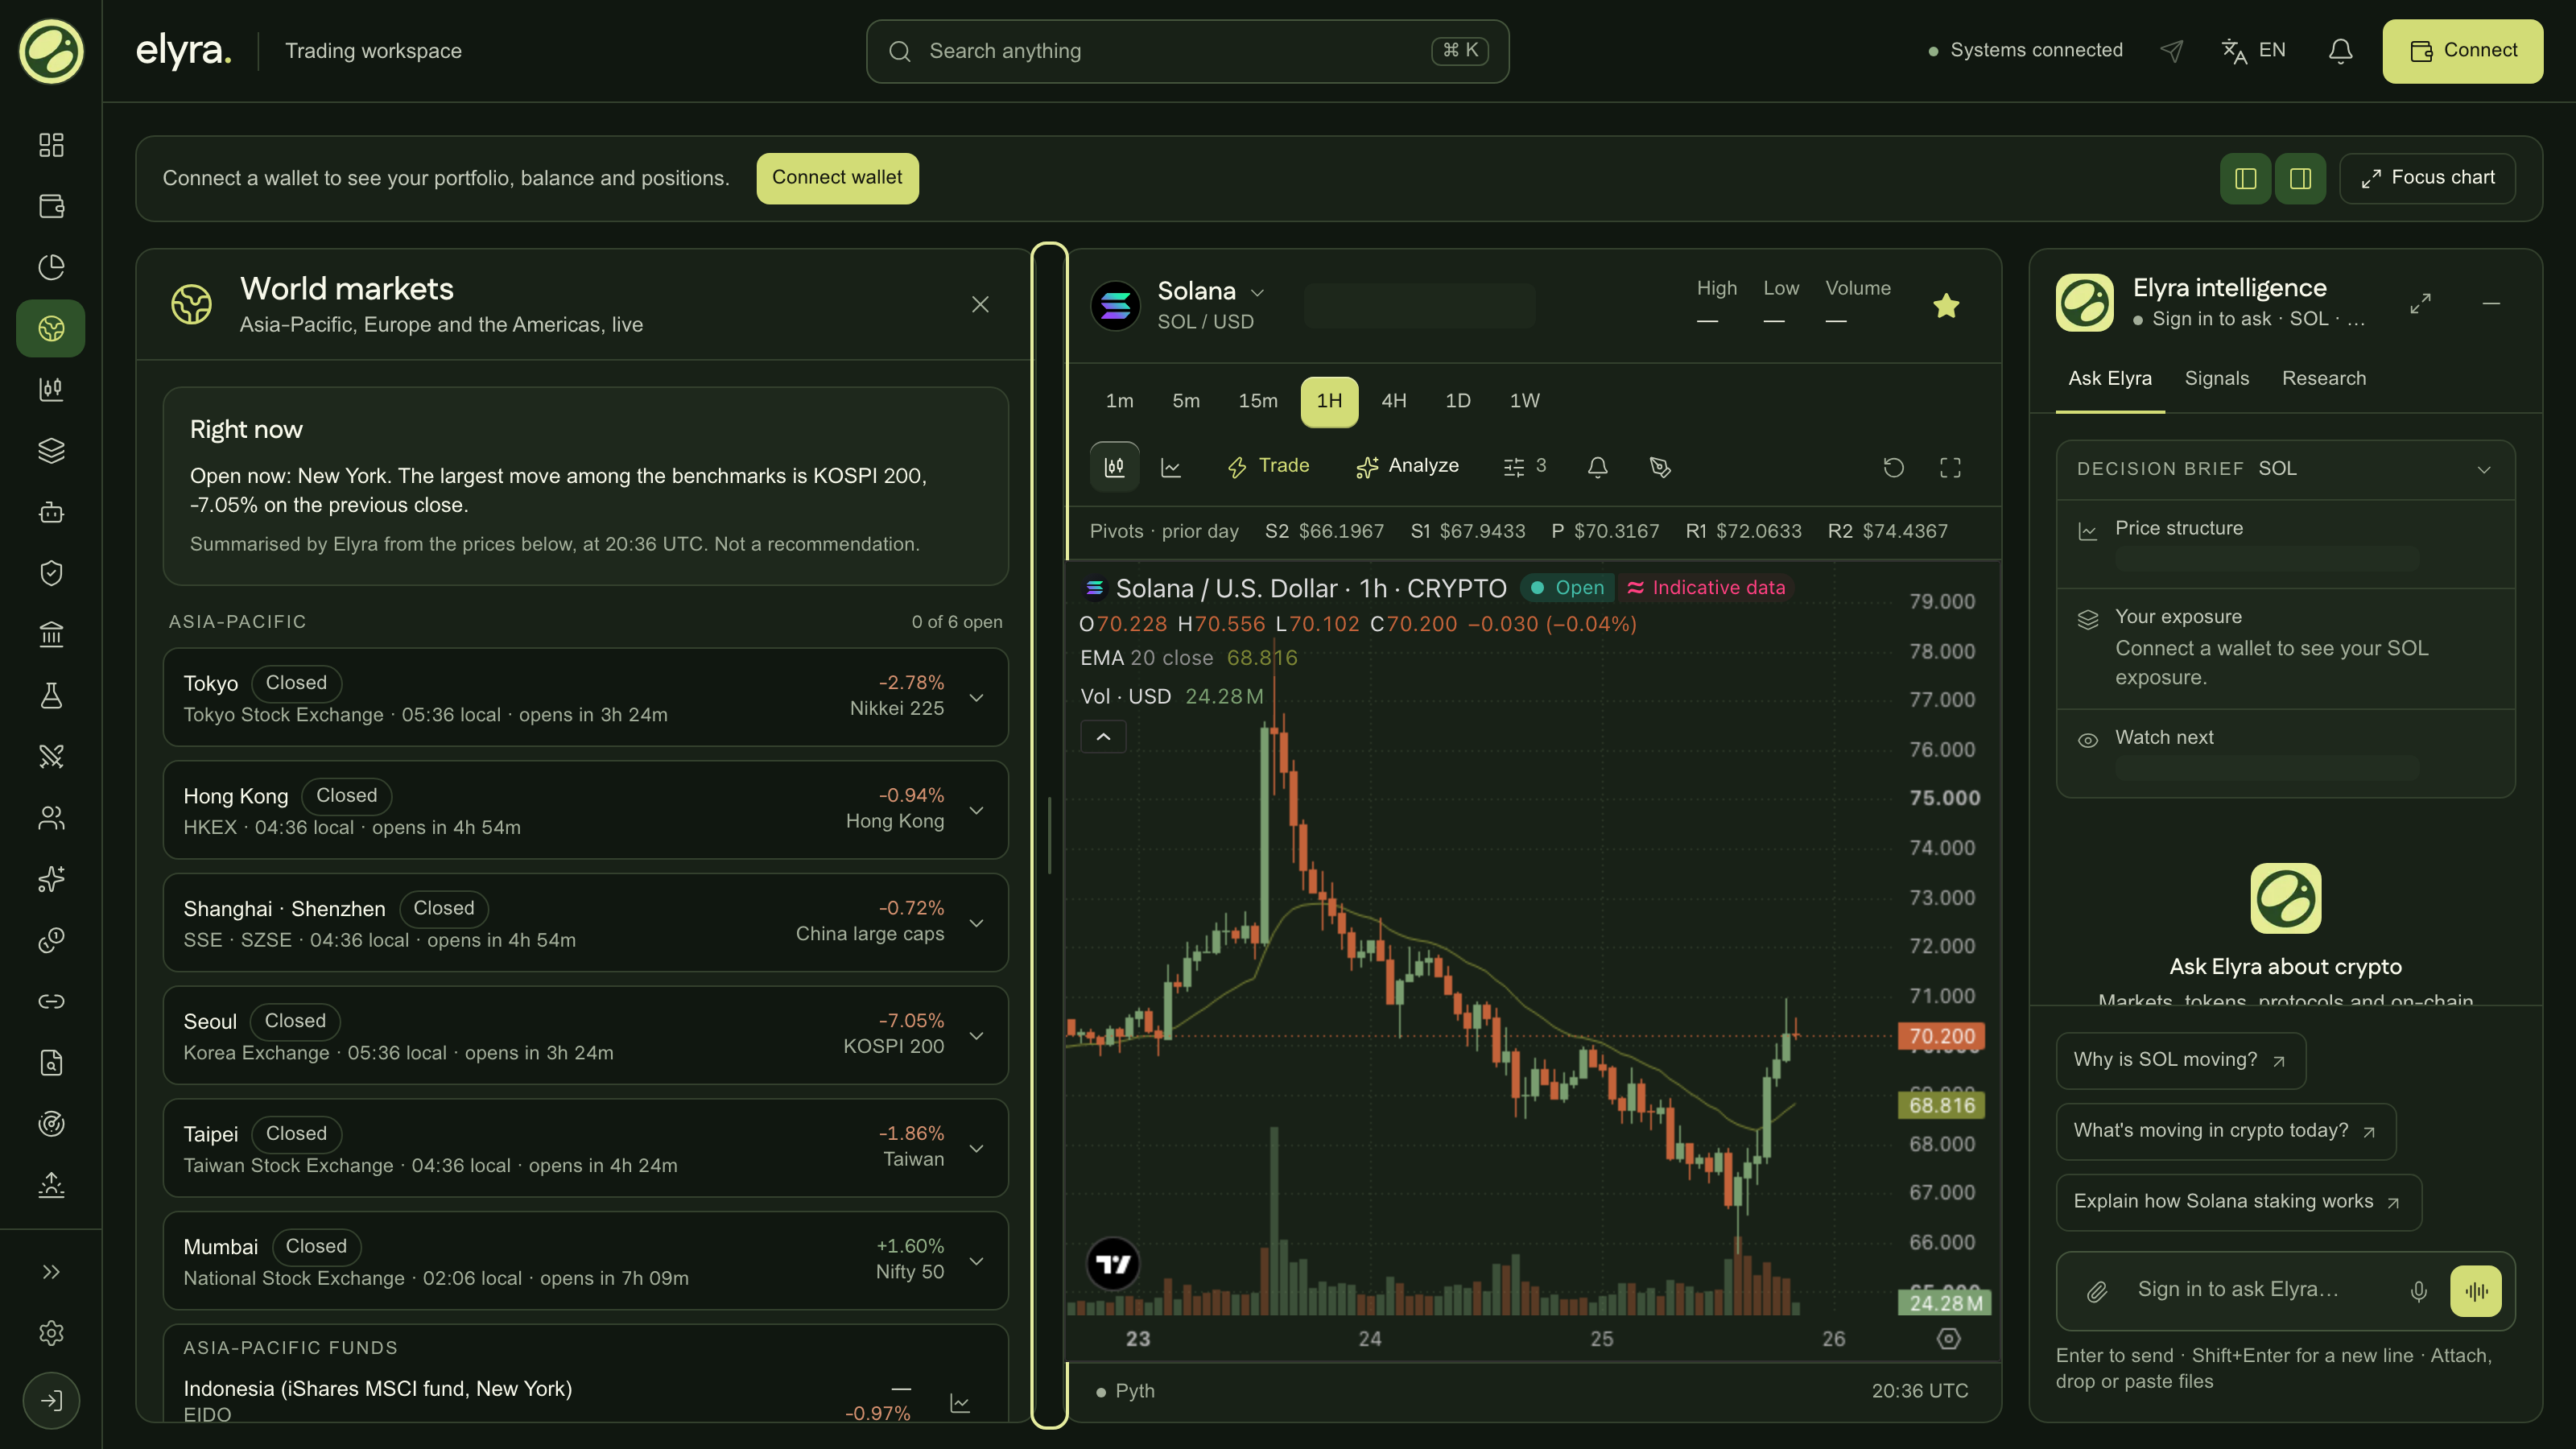 elyra.
Trading workspace
Search anything
⌘ K
Systems connected
EN
Connect
Connect a wallet to see your portfolio, balance and positions.
Connect wallet
Focus chart
World markets
Asia-Pacific, Europe and the Americas, live
Right now
Open now: New York. The largest move among the benchmarks is KOSPI 200,
-7.05% on the previous close.
Summarised by Elyra from the prices below, at 20:36 UTC. Not a recommendation.
ASIA-PACIFIC
0 of 6 open
Tokyo Closed
-2.78%
Tokyo Stock Exchange · 05:36 local · opens in 3h 24m
Nikkei 225
Hong Kong Closed
-0.94%
HKEX · 04:36 local · opens in 4h 54m
Hong Kong
Shanghai · Shenzhen Closed
-0.72%
SSE · SZSE · 04:36 local · opens in 4h 54m
China large caps
Seoul Closed
-7.05%
Korea Exchange · 05:36 local · opens in 3h 24m
KOSPI 200
Taipei Closed
-1.86%
Taiwan Stock Exchange · 04:36 local · opens in 4h 24m
Taiwan
Mumbai Closed
+1.60%
National Stock Exchange · 02:06 local · opens in 7h 09m
Nifty 50
ASIA-PACIFIC FUNDS
Indonesia (iShares MSCI fund, New York)
—
EIDO
-0.97%
Solana
SOL / USD
High Low Volume
— — —
1m 5m 15m 1H 4H 1D 1W
Trade Analyze 3
Pivots · prior day S2 $66.1967 S1 $67.9433 P $70.3167 R1 $72.0633 R2 $74.4367
Solana / U.S. Dollar · 1h · CRYPTO Open Indicative data
O70.228 H70.556 L70.102 C70.200 −0.030 (−0.04%)
EMA 20 close 68.816
Vol · USD 24.28 M
79.000
78.000
77.000
76.000
75.000
74.000
73.000
72.000
71.000
70.200
68.816
68.000
67.000
66.000
24.28 M
23 24 25 26
Pyth
20:36 UTC
Elyra intelligence
Sign in to ask · SOL · …
Ask Elyra Signals Research
DECISION BRIEF SOL
Price structure
Your exposure
Connect a wallet to see your SOL
exposure.
Watch next
Ask Elyra about crypto
Markets, tokens, protocols and on-chain
Why is SOL moving?
What's moving in crypto today?
Explain how Solana staking works
Sign in to ask Elyra…
Enter to send · Shift+Enter for a new line · Attach,
drop or paste files